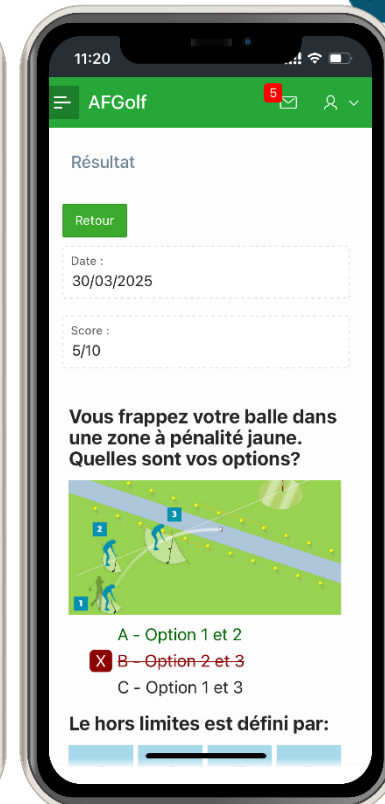 11:20
AFGolf
5
Résultat
Retour
Date :
30/03/2025
Score :
5/10
Vous frappez votre balle dans
une zone à pénalité jaune.
Quelles sont vos options?
3
2
1
A - Option 1 et 2
X B - Option 2 et 3
C - Option 1 et 3
Le hors limites est défini par: